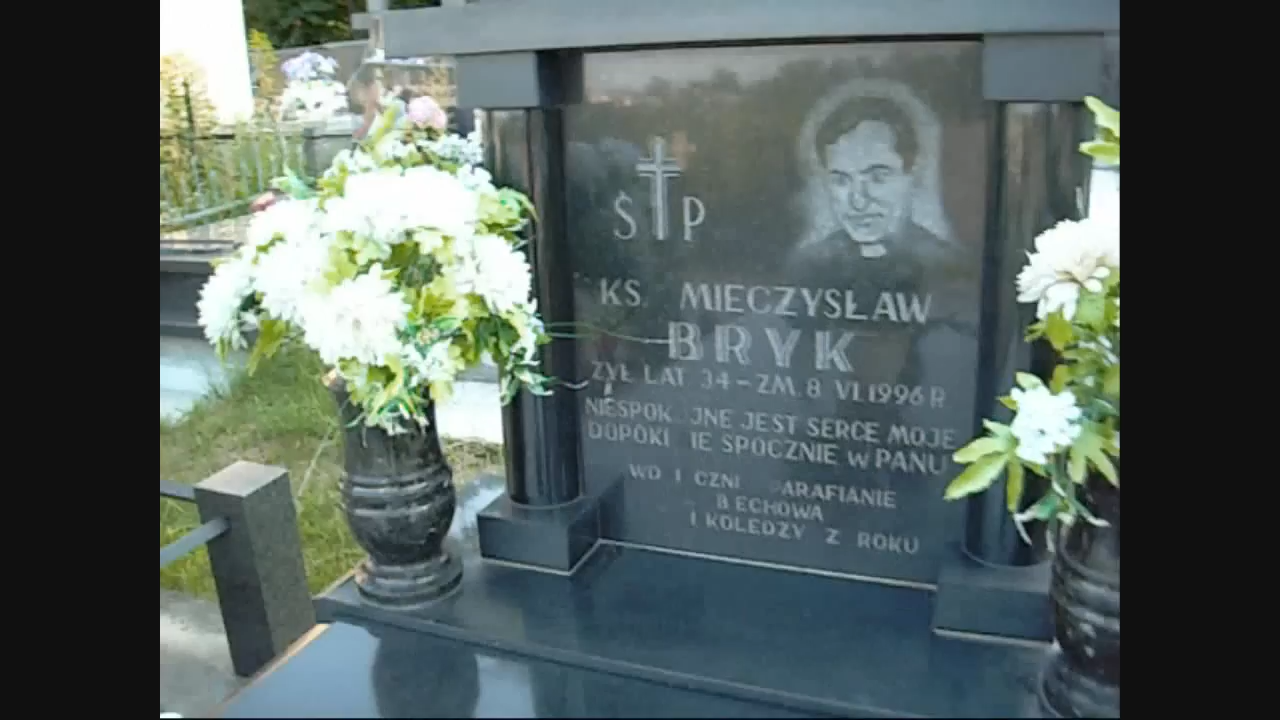 Ś P
KS. MIECZYSŁAW
BRYK
ŻYŁ LAT 34 - ZM. 8 VI.1996 R
NIESPOK JNE JEST SERCE MOJE
DOPÓKI IE SPOCZNIE W PANU
WD I CZNI ARAFIANIE
B ECHOWA
I KOLEDZY Z ROKU